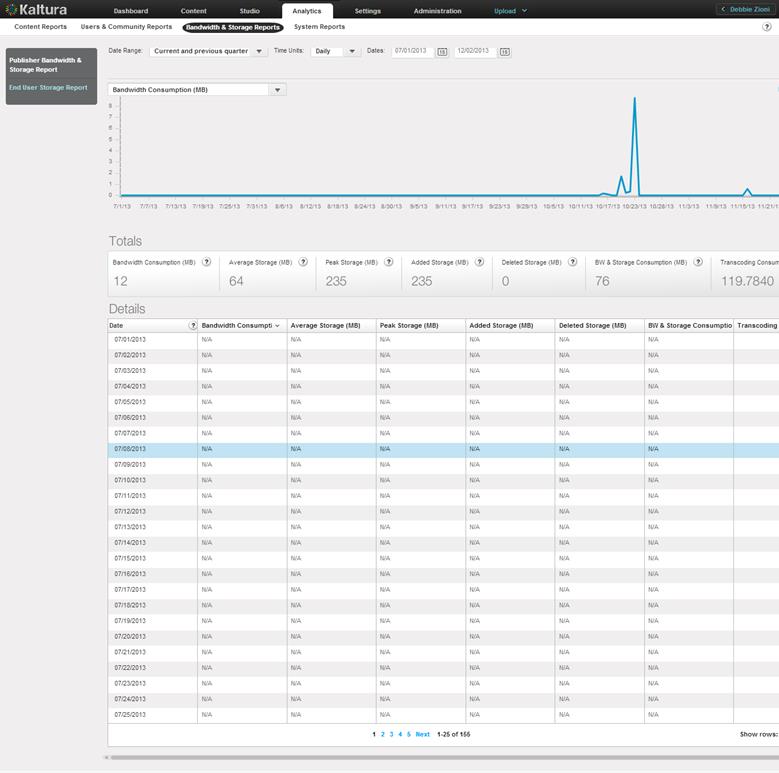 Kaltura Dashboard Content Studio Analytics Settings Administration Upload Debbie Zioni
Content Reports Users & Community Reports Bandwidth & Storage Reports System Reports ?
Publisher Bandwidth & Storage Report
End User Storage Report
Date Range: Current and previous quarter Time Units: Daily Dates: 07/01/2013 12/02/2013
Bandwidth Consumption (MB)
8
7
6
5
4
3
2
1
0
7/1/13 7/7/13 7/13/13 7/19/13 7/25/13 7/31/13 8/6/13 8/12/13 8/18/13 8/24/13 8/30/13 9/5/13 9/11/13 9/17/13 9/23/13 9/29/13 10/5/13 10/11/13 10/17/13 10/23/13 10/28/13 11/3/13 11/9/13 11/15/13 11/21/1
Totals
Bandwidth Consumption (MB) ? Average Storage (MB) ? Peak Storage (MB) ? Added Storage (MB) ? Deleted Storage (MB) ? BW & Storage Consumption (MB) ? Transcoding Consum
12 64 235 235 0 76 119.7840
Details
Date ? Bandwidth Consumpti Average Storage (MB) Peak Storage (MB) Added Storage (MB) Deleted Storage (MB) BW & Storage Consumptio Transcoding
07/01/2013 N/A N/A N/A N/A N/A N/A
07/02/2013 N/A N/A N/A N/A N/A N/A
07/03/2013 N/A N/A N/A N/A N/A N/A
07/04/2013 N/A N/A N/A N/A N/A N/A
07/05/2013 N/A N/A N/A N/A N/A N/A
07/06/2013 N/A N/A N/A N/A N/A N/A
07/07/2013 N/A N/A N/A N/A N/A N/A
07/08/2013 N/A N/A N/A N/A N/A N/A
07/09/2013 N/A N/A N/A N/A N/A N/A
07/10/2013 N/A N/A N/A N/A N/A N/A
07/11/2013 N/A N/A N/A N/A N/A N/A
07/12/2013 N/A N/A N/A N/A N/A N/A
07/13/2013 N/A N/A N/A N/A N/A N/A
07/14/2013 N/A N/A N/A N/A N/A N/A
07/15/2013 N/A N/A N/A N/A N/A N/A
07/16/2013 N/A N/A N/A N/A N/A N/A
07/17/2013 N/A N/A N/A N/A N/A N/A
07/18/2013 N/A N/A N/A N/A N/A N/A
07/19/2013 N/A N/A N/A N/A N/A N/A
07/20/2013 N/A N/A N/A N/A N/A N/A
07/21/2013 N/A N/A N/A N/A N/A N/A
07/22/2013 N/A N/A N/A N/A N/A N/A
07/23/2013 N/A N/A N/A N/A N/A N/A
07/24/2013 N/A N/A N/A N/A N/A N/A
07/25/2013 N/A N/A N/A N/A N/A N/A
1 2 3 4 5 Next 1-25 of 155 Show rows: